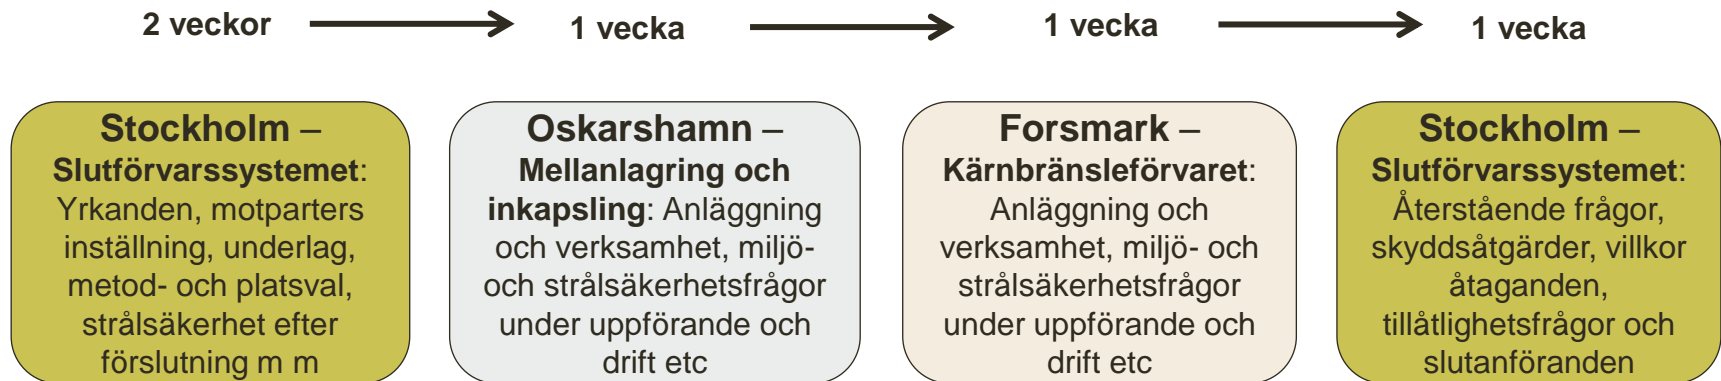 2 veckor
1 vecka
1 vecka
1 vecka
Stockholm –
Slutförvarssystemet:
Yrkanden, motparters
inställning, underlag,
metod- och platsval,
strålsäkerhet efter
förslutning m m
Oskarshamn –
Mellanlagring och
inkapsling: Anläggning
och verksamhet, miljö-
och strålsäkerhetsfrågor
under uppförande och
drift etc
Forsmark –
Kärnbränsleförvaret:
Anläggning och
verksamhet, miljö- och
strålsäkerhetsfrågor
under uppförande och
drift etc
Stockholm –
Slutförvarssystemet:
Återstående frågor,
skyddsåtgärder, villkor
åtaganden,
tillåtlighetsfrågor och
slutanföranden